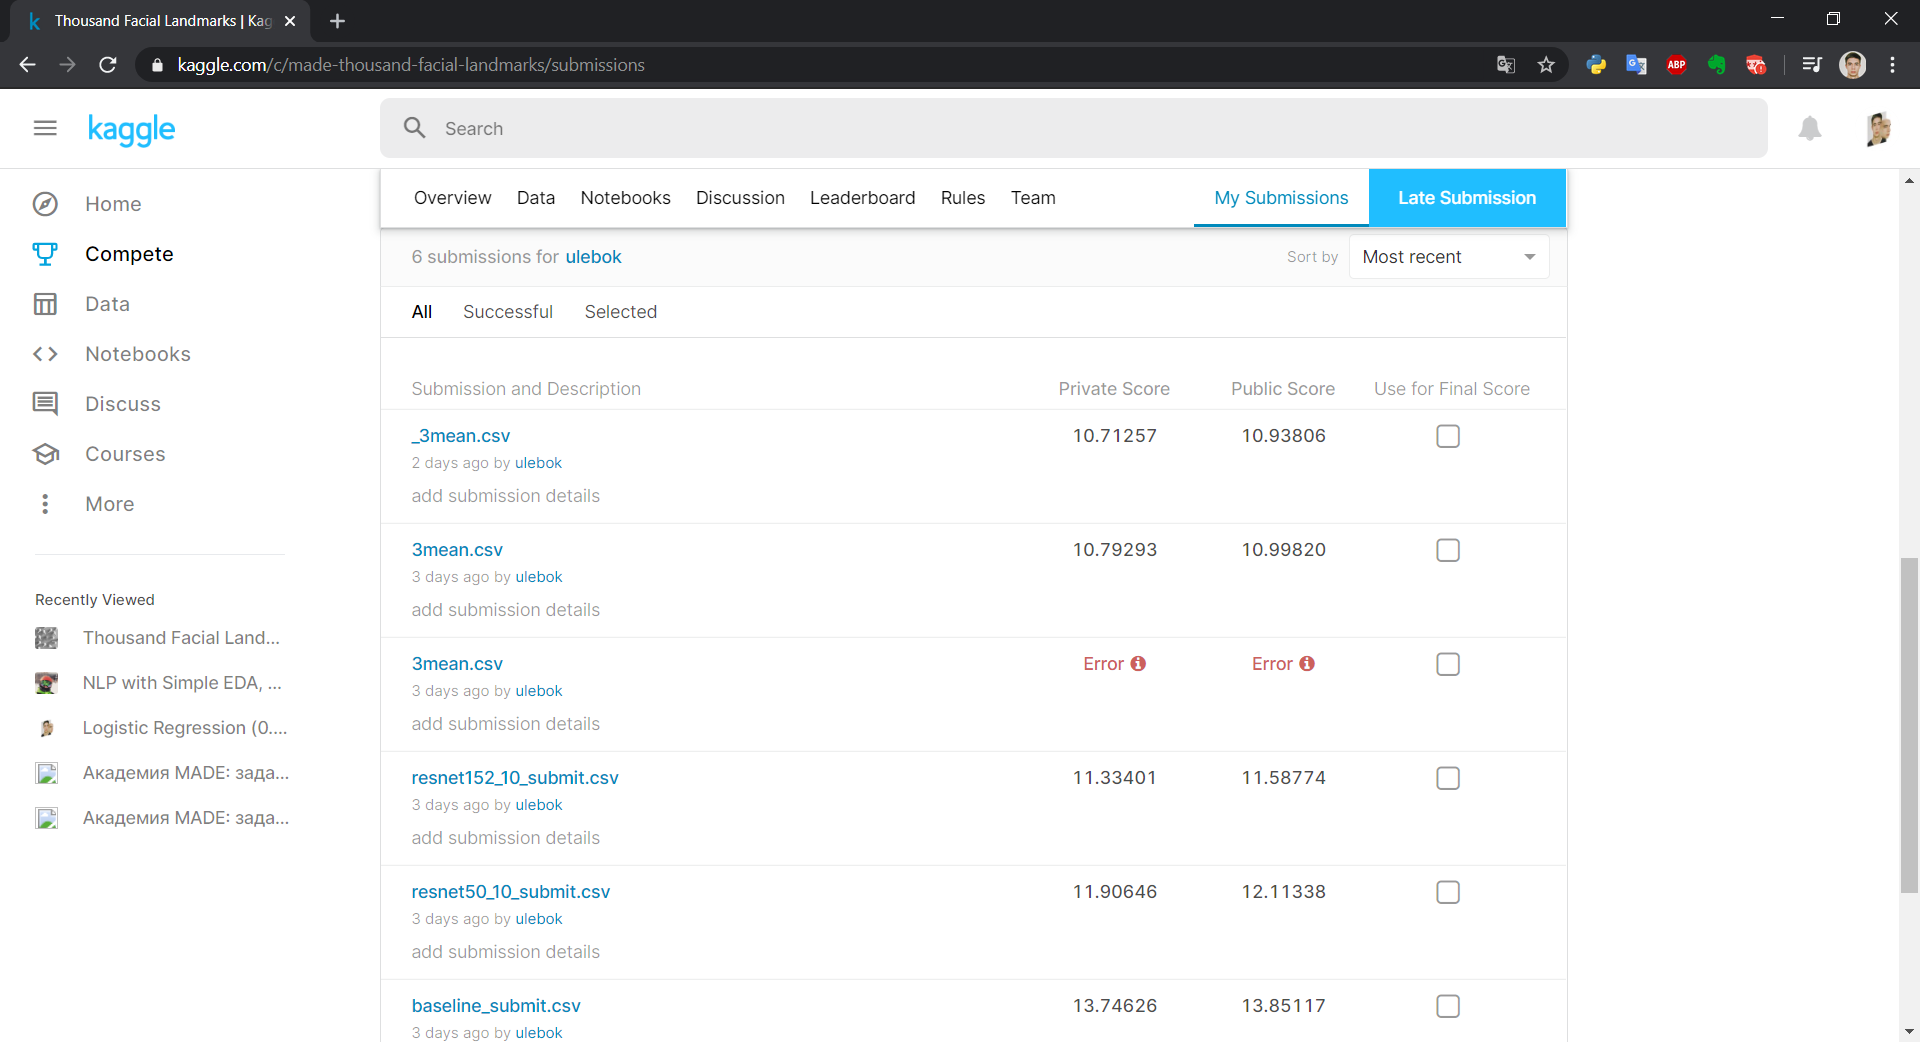 Thousand Facial Landmarks | Kag
kaggle.com/c/made-thousand-facial-landmarks/submissions
ABP
kaggle
Search
Home
Compete
Data
Notebooks
Discuss
Courses
More
Recently Viewed
Thousand Facial Land...
NLP with Simple EDA, ...
Logistic Regression (0....
Академия MADE: зада...
Академия MADE: зада...
Overview Data Notebooks Discussion Leaderboard Rules Team My Submissions Late Submission
6 submissions for ulebok Sort by Most recent
All Successful Selected
Submission and Description Private Score Public Score Use for Final Score
_3mean.csv 10.71257 10.93806
2 days ago by ulebok
add submission details
3mean.csv 10.79293 10.99820
3 days ago by ulebok
add submission details
3mean.csv Error Error
3 days ago by ulebok
add submission details
resnet152_10_submit.csv 11.33401 11.58774
3 days ago by ulebok
add submission details
resnet50_10_submit.csv 11.90646 12.11338
3 days ago by ulebok
add submission details
baseline_submit.csv 13.74626 13.85117
3 days ago by ulebok